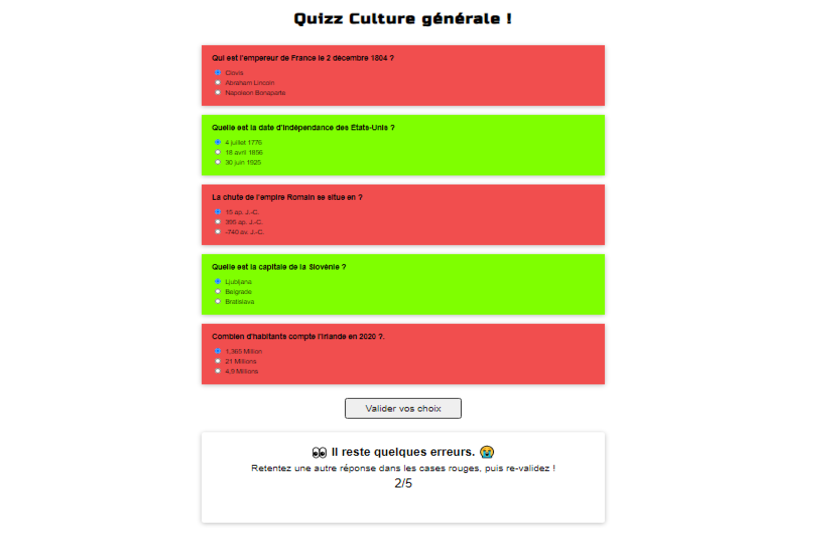 Quizz Culture générale !
Qui est l'empereur de France le 2 décembre 1804 ?
Clovis
Abraham Lincoln
Napoleon Bonaparte
Quelle est la date d'indépendance des Etats-Unis ?
4 juillet 1776
18 avril 1856
30 juin 1925
La chute de l'empire Romain se situe en ?
15 ap. J.-C.
395 ap. J.-C.
-740 av. J.-C.
Quelle est la capitale de la Slovénie ?
Ljubljana
Belgrade
Bratislava
Combien d'habitants compte l'Irlande en 2020 ?.
1,365 Million
21 Millions
4,9 Millions
Valider vos choix
👀 Il reste quelques erreurs. 😭
Retentez une autre réponse dans les cases rouges, puis re-validez !
2/5